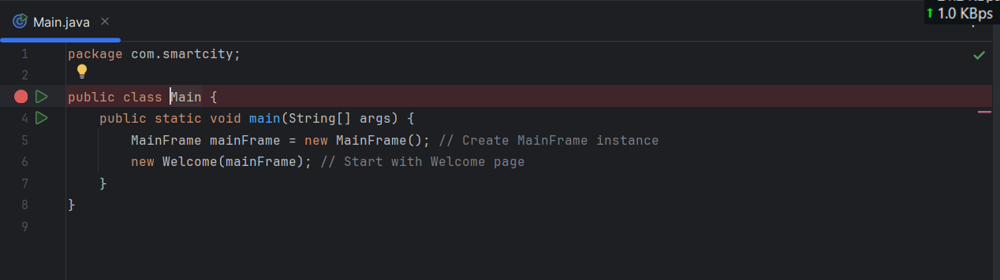 Main.java
1.0 KBps
1 package com.smartcity;
2
public class Main {
4     public static void main(String[] args) {
5         MainFrame mainFrame = new MainFrame(); // Create MainFrame instance
6         new Welcome(mainFrame); // Start with Welcome page
7     }
8 }
9